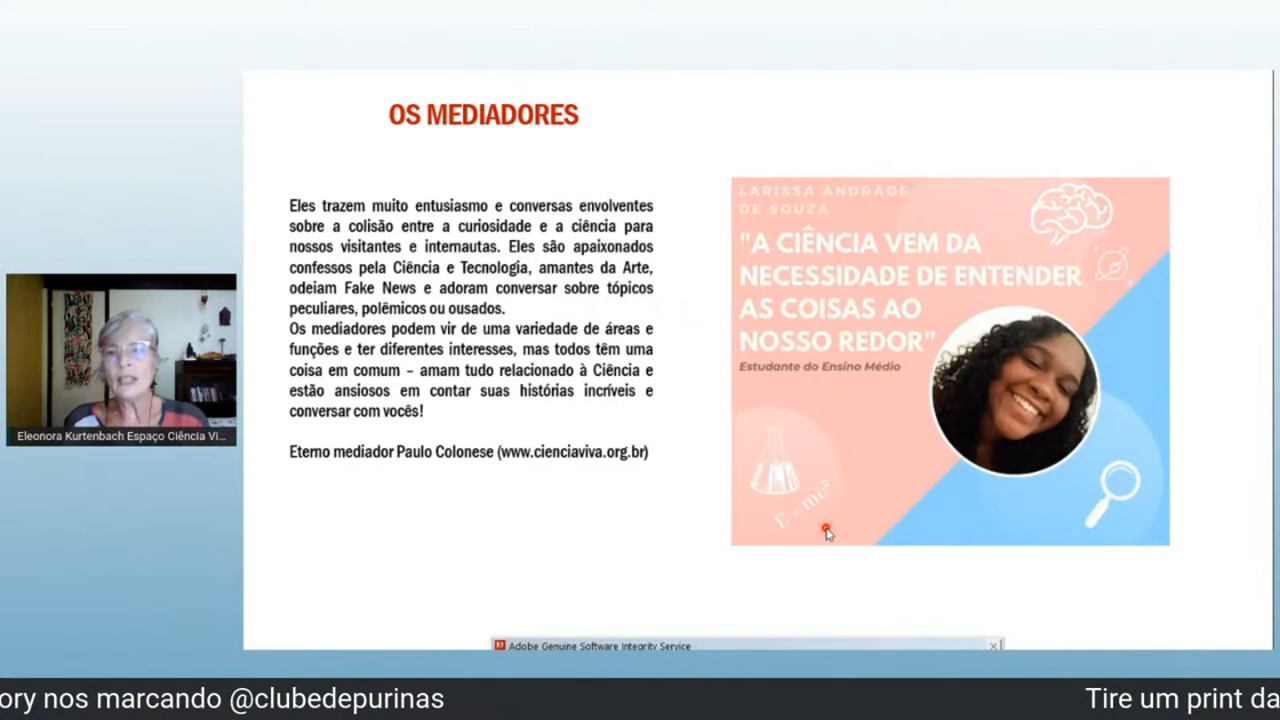 OS MEDIADORES
Eles trazem muito entusiasmo e conversas envolventes
sobre a colisão entre a curiosidade e a ciência para
nossos visitantes e internautas. Eles são apaixonados
confessos pela Ciência e Tecnologia, amantes da Arte,
odeiam Fake News e adoram conversar sobre tópicos
peculiares, polêmicos ou ousados.
Os mediadores podem vir de uma variedade de áreas e
funções e ter diferentes interesses, mas todos têm uma
coisa em comum – amam tudo relacionado à Ciência e
estão ansiosos em contar suas histórias incríveis e
conversar com vocês!
Eterno mediador Paulo Colonese (www.cienciaviva.org.br)
LARISSA ANDRADE
DE SOUZA
"A CIÊNCIA VEM DA
NECESSIDADE DE ENTENDER
AS COISAS AO
NOSSO REDOR"
Estudante do Ensino Médio
E = mc²
Eleonora Kurtenbach Espaço Ciência Vi...
Adobe Genuine Software Integrity Service
ory nos marcando @clubedepurinas
Tire um print da